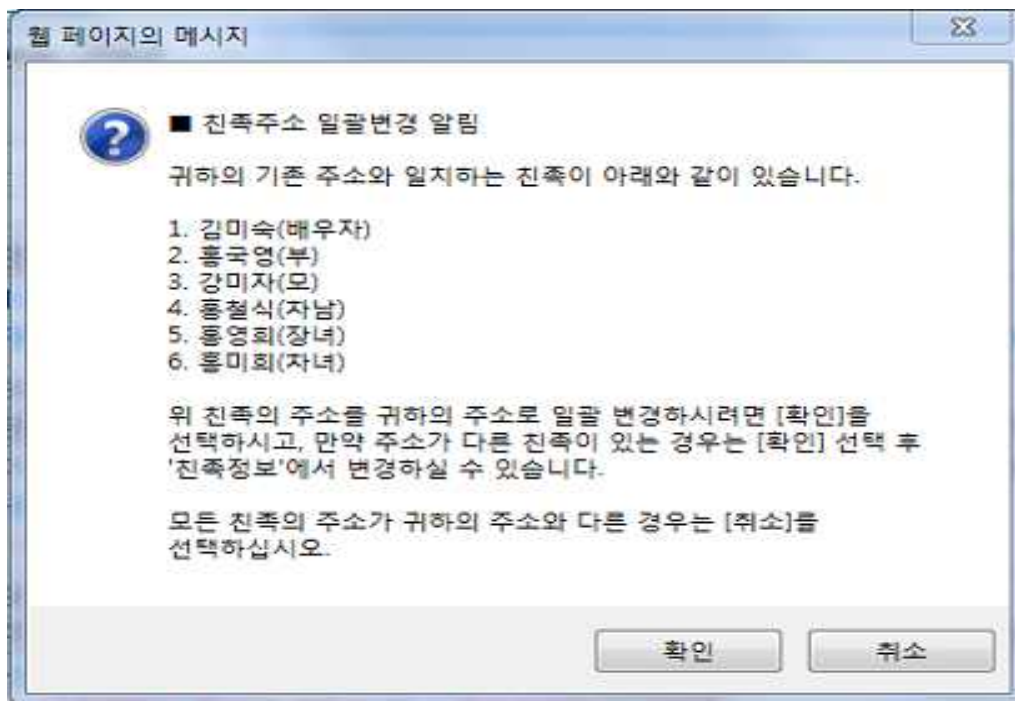 웹 페이지의 메시지
■ 친족주소 일괄변경 알림
귀하의 기존 주소와 일치하는 친족이 아래와 같이 있습니다.
1. 김미숙(배우자)
2. 홍국영(부)
3. 강미자(모)
4. 홍철식(차남)
5. 홍영희(장녀)
6. 홍미희(차녀)
위 친족의 주소를 귀하의 주소로 일괄 변경하시려면 [확인]을
선택하시고, 만약 주소가 다른 친족이 있는 경우는 [확인] 선택 후
'친족정보'에서 변경하실 수 있습니다.
모든 친족의 주소가 귀하의 주소와 다른 경우는 [취소]를
선택하십시오.
확인
취소